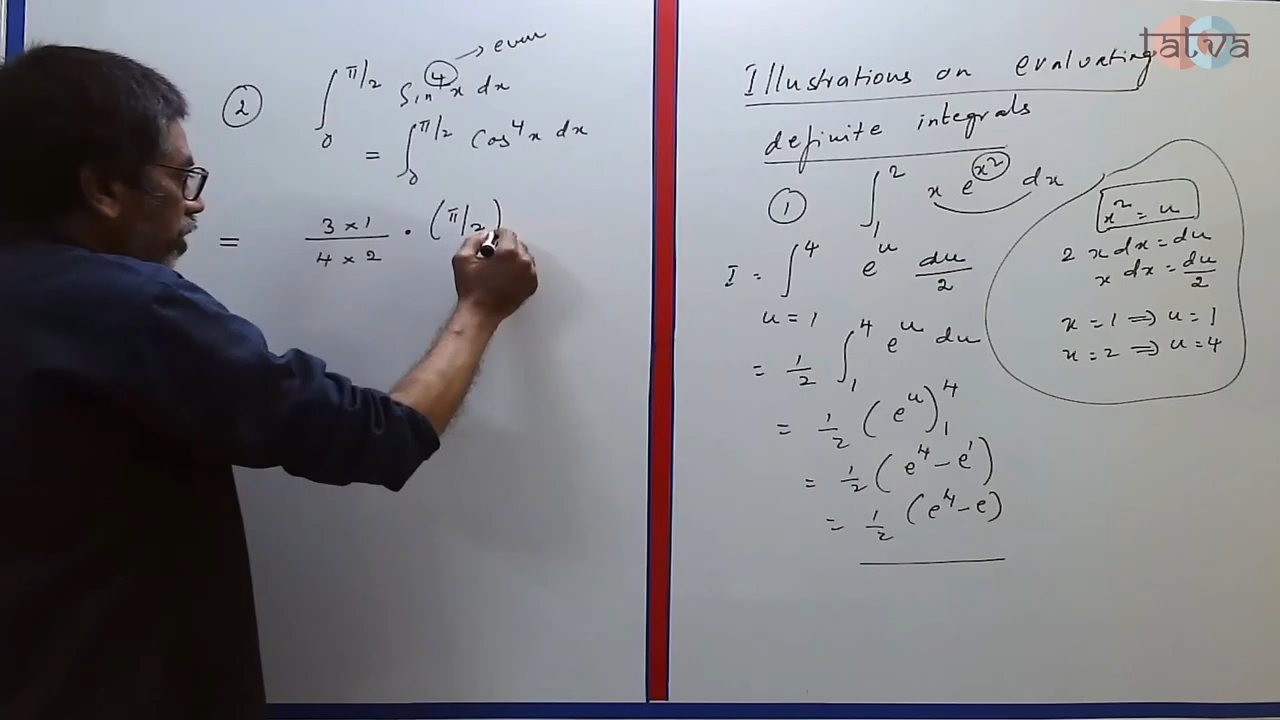 tatva
② ∫₀^π/2 Sin⁴x dx → even
= ∫₀^π/2 Cos⁴x dx
= (3 × 1)/(4 × 2) · (π/2)
Illustrations on evaluating
definite integrals
① ∫₁² x e^x² dx
I = ∫_{u=1}^4 e^u du/2
= 1/2 ∫₁⁴ e^u du
= 1/2 (e^u)₁⁴
= 1/2 (e⁴ - e¹)
= 1/2 (e⁴ - e)
x² = u
2 x dx = du
x dx = du/2
x = 1 ⇒ u = 1
x = 2 ⇒ u = 4